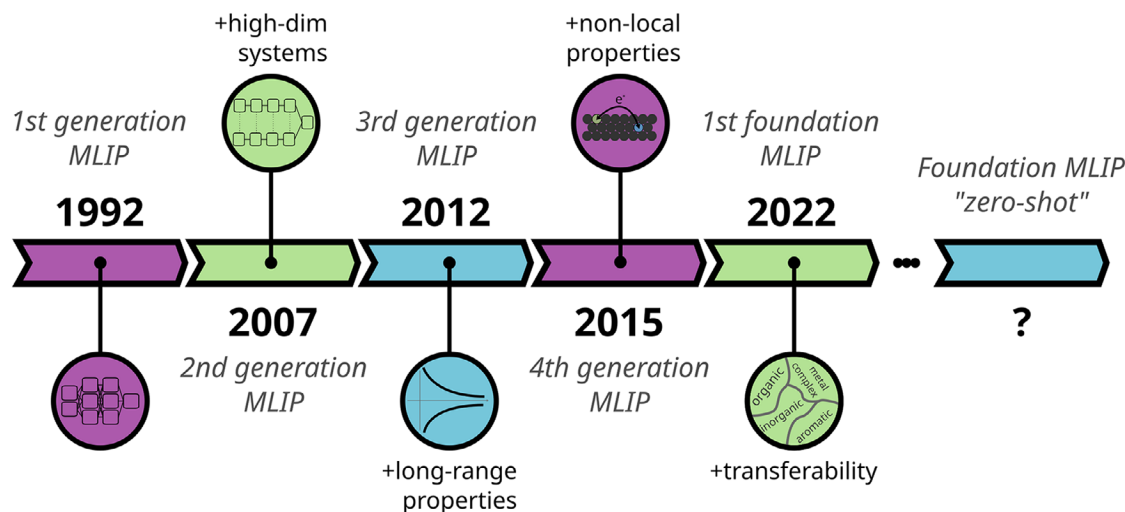 +high-dim
systems
+non-local
properties
1st generation
MLIP
3rd generation
MLIP
e-
1st foundation
MLIP
Foundation MLIP
"zero-shot"
1992
2012
2022
2007
2015
?
2nd generation
MLIP
4th generation
MLIP
organic
metal
complex
inorganic
aromatic
+long-range
properties
+transferability